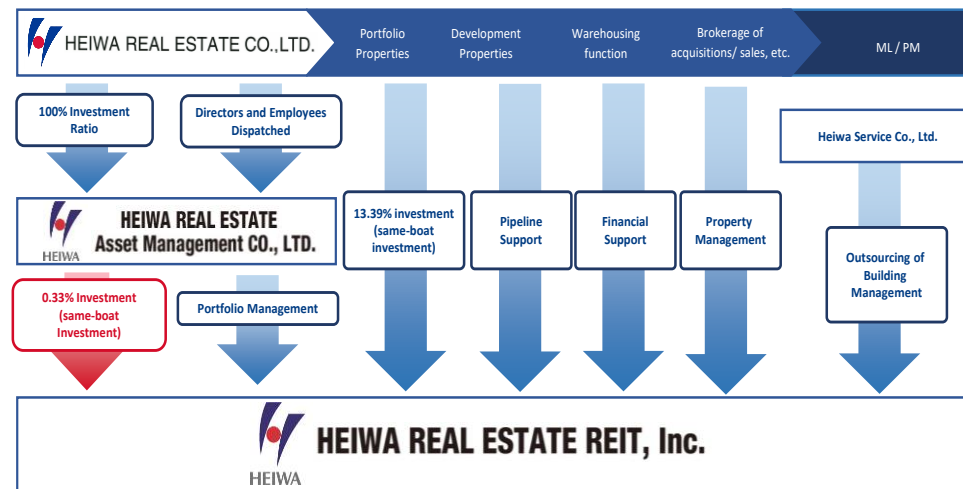 HEIWA REAL ESTATE CO.,LTD.
Portfolio
Properties
Development
Properties
Warehousing
function
Brokerage of
acquisitions/ sales, etc.
ML / PM
100% Investment
Ratio
Directors and Employees
Dispatched
Heiwa Service Co., Ltd.
HEIWA
HEIWA REAL ESTATE
Asset Management CO., LTD.
13.39% investment
(same-boat
investment)
Pipeline
Support
Financial
Support
Property
Management
Outsourcing of
Building
Management
0.33% Investment
(same-boat
Investment)
Portfolio Management
HEIWA
HEIWA REAL ESTATE REIT, Inc.